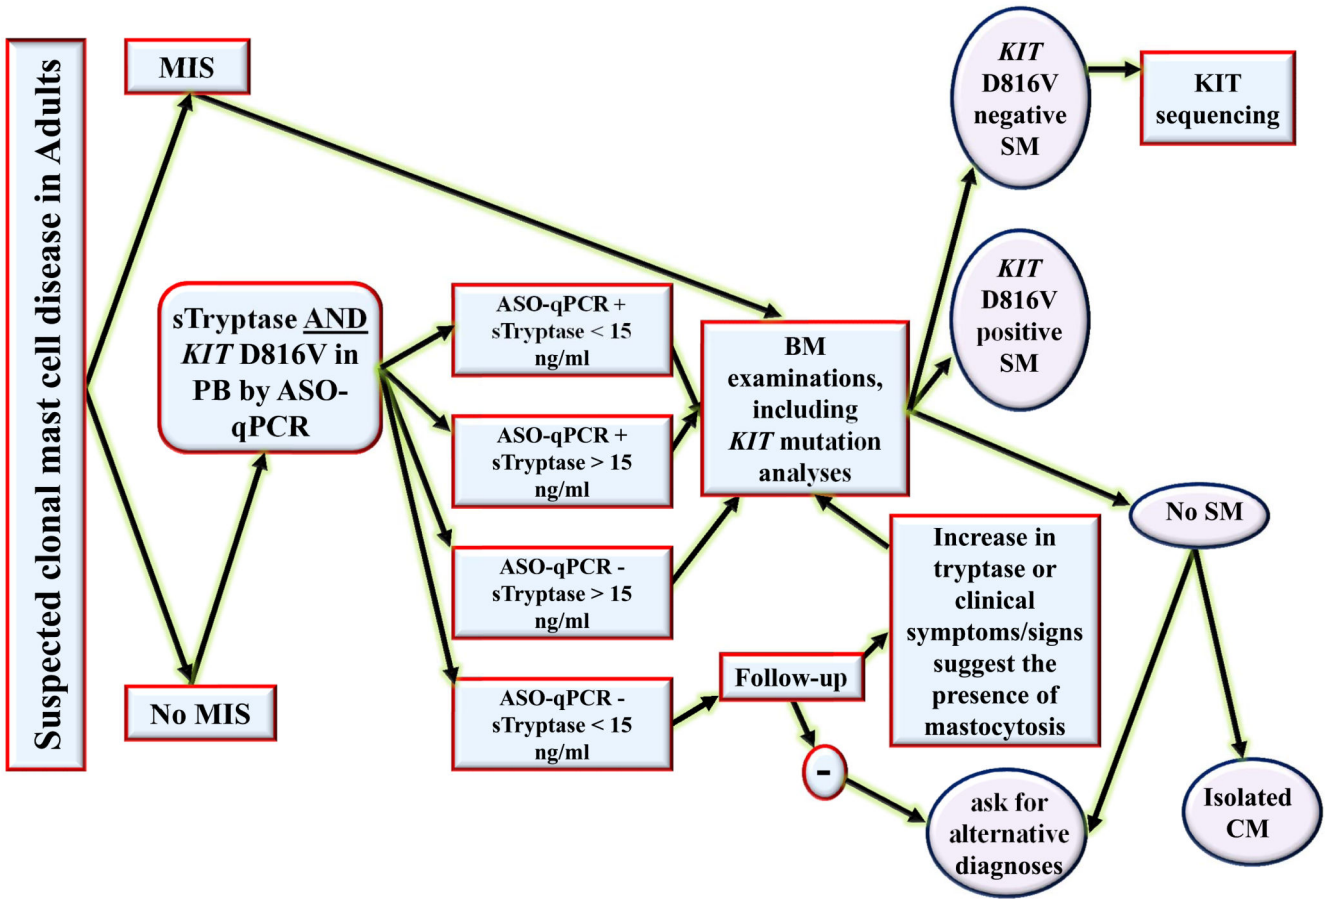 Suspected clonal mast cell disease in Adults
MIS
No MIS
sTryptase AND
KIT D816V in
PB by ASO-
qPCR
ASO-qPCR +
sTryptase < 15
ng/ml
ASO-qPCR +
sTryptase > 15
ng/ml
ASO-qPCR -
sTryptase > 15
ng/ml
ASO-qPCR -
sTryptase < 15
ng/ml
Follow-up
-
BM
examinations,
including
KIT mutation
analyses
Increase in
tryptase or
clinical
symptoms/signs
suggest the
presence of
mastocytosis
KIT
D816V
negative
SM
KIT
sequencing
KIT
D816V
positive
SM
No SM
ask for
alternative
diagnoses
Isolated
CM